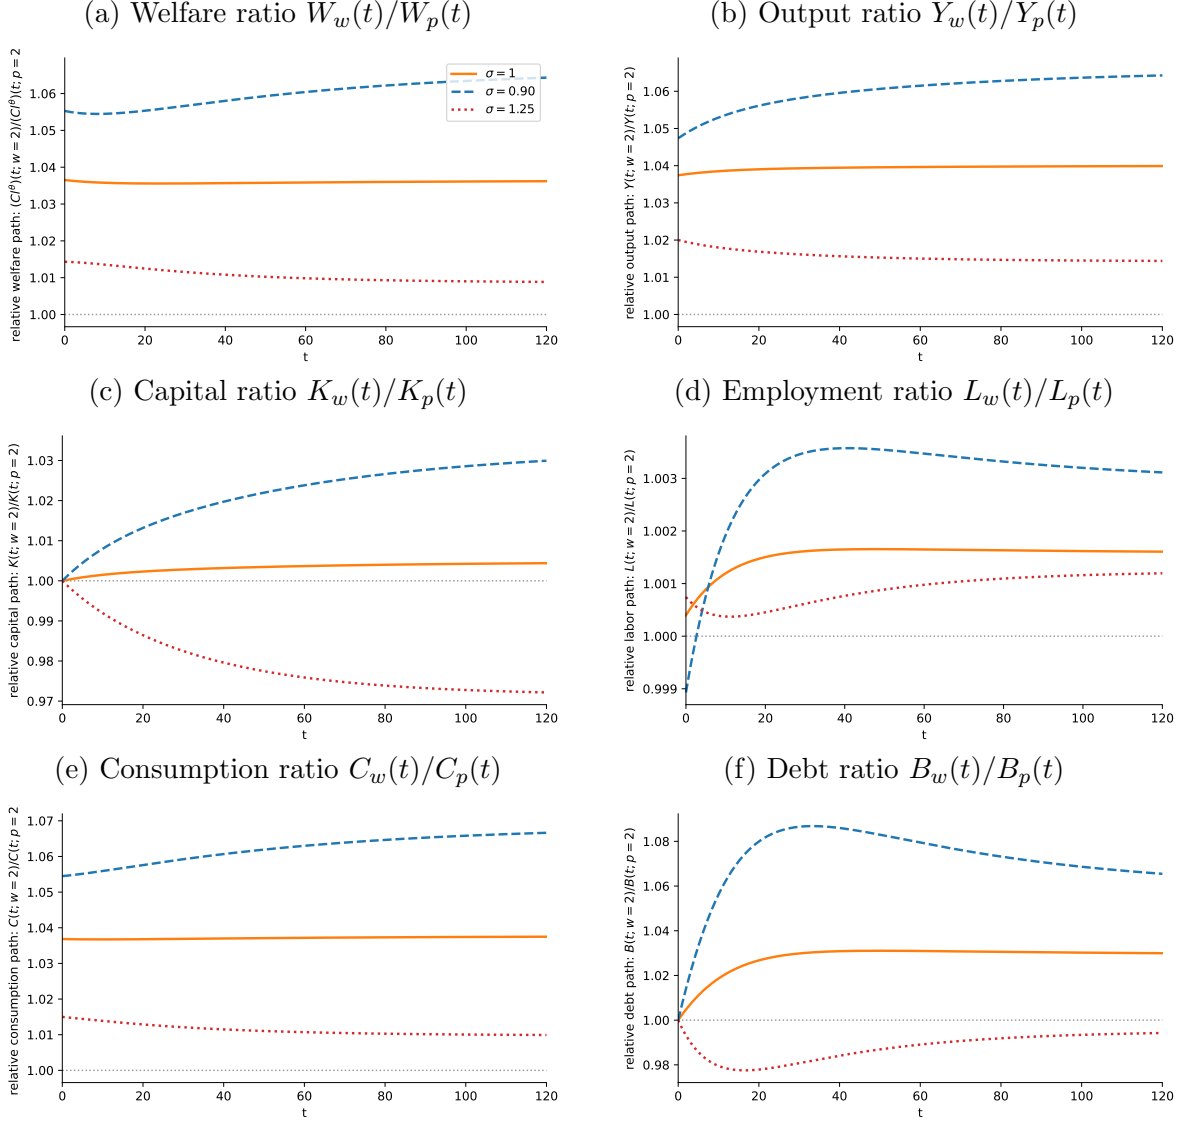 (a) Welfare ratio W_w(t)/W_p(t)
relative welfare path: (Cl^θ)(t; w = 2)/(Cl^θ)(t; p = 2
1.06
1.05
1.04
1.03
1.02
1.01
1.00
σ = 1
σ = 0.90
σ = 1.25
0 20 40 60 80 100 120
t
(b) Output ratio Y_w(t)/Y_p(t)
relative output path: Y(t; w = 2)/Y(t; p = 2)
1.06
1.05
1.04
1.03
1.02
1.01
1.00
0 20 40 60 80 100 120
t
(c) Capital ratio K_w(t)/K_p(t)
relative capital path: K(t; w = 2)/K(t; p = 2)
1.03
1.02
1.01
1.00
0.99
0.98
0.97
0 20 40 60 80 100 120
t
(d) Employment ratio L_w(t)/L_p(t)
relative labor path: L(t; w = 2)/L(t; p = 2)
1.003
1.002
1.001
1.000
0.999
0 20 40 60 80 100 120
t
(e) Consumption ratio C_w(t)/C_p(t)
relative consumption path: C(t; w = 2)/C(t; p = 2
1.07
1.06
1.05
1.04
1.03
1.02
1.01
1.00
0 20 40 60 80 100 120
t
(f) Debt ratio B_w(t)/B_p(t)
relative debt path: B(t; w = 2)/B(t; p = 2)
1.08
1.06
1.04
1.02
1.00
0.98
0 20 40 60 80 100 120
t